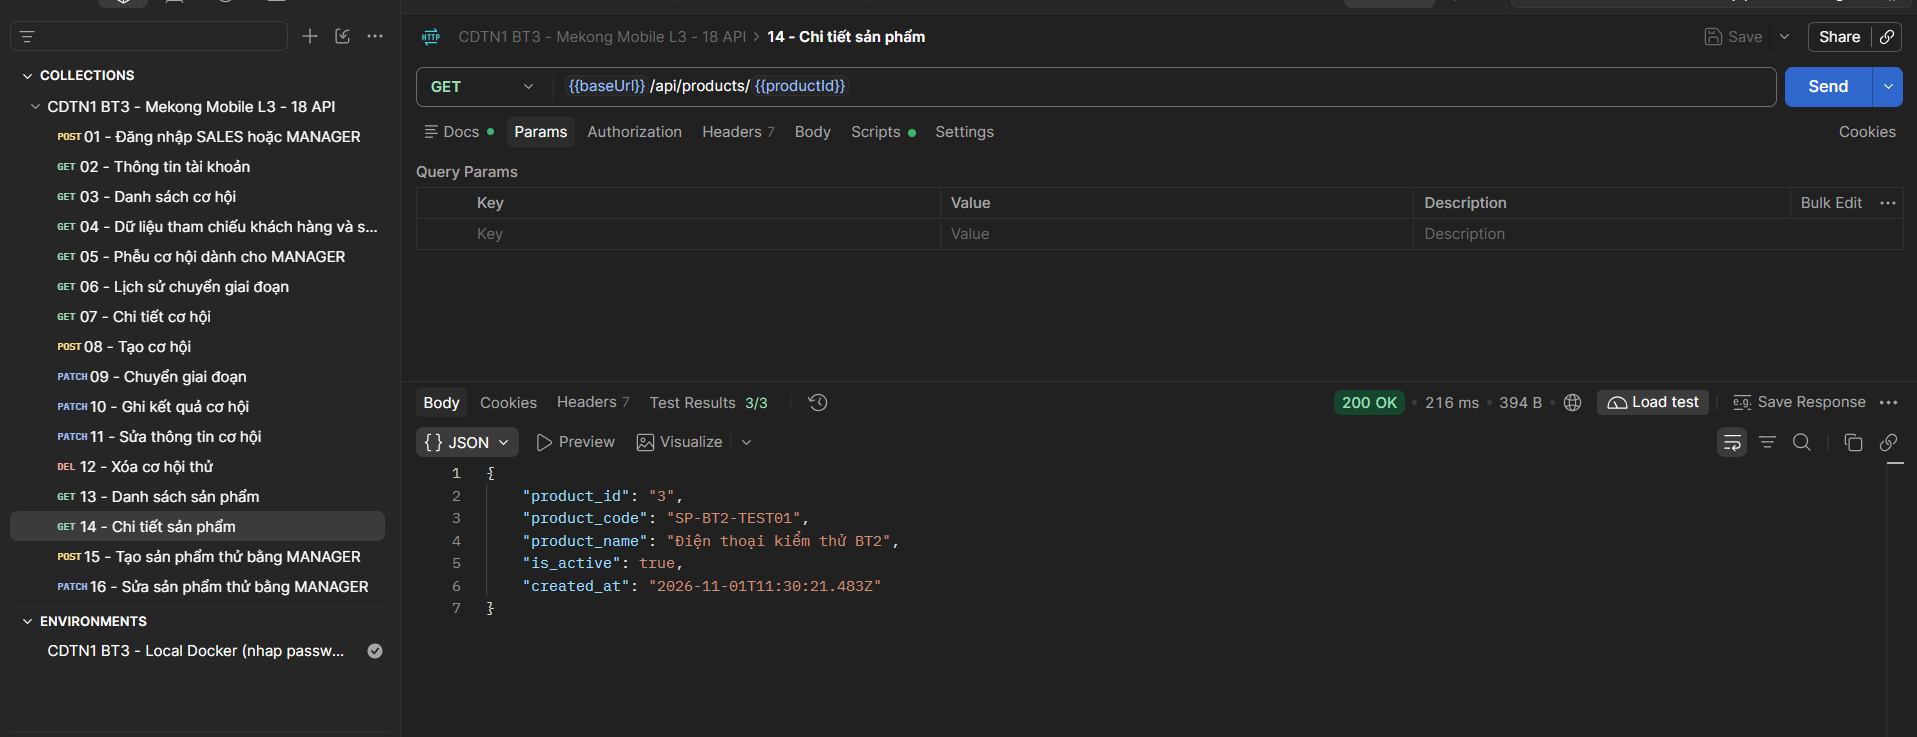 COLLECTIONS
CDTN1 BT3 - Mekong Mobile L3 - 18 API
POST 01 - Đăng nhập SALES hoặc MANAGER
GET 02 - Thông tin tài khoản
GET 03 - Danh sách cơ hội
GET 04 - Dữ liệu tham chiếu khách hàng và s...
GET 05 - Phễu cơ hội dành cho MANAGER
GET 06 - Lịch sử chuyển giai đoạn
GET 07 - Chi tiết cơ hội
POST 08 - Tạo cơ hội
PATCH 09 - Chuyển giai đoạn
PATCH 10 - Ghi kết quả cơ hội
PATCH 11 - Sửa thông tin cơ hội
DEL 12 - Xóa cơ hội thử
GET 13 - Danh sách sản phẩm
GET 14 - Chi tiết sản phẩm
POST 15 - Tạo sản phẩm thử bằng MANAGER
PATCH 16 - Sửa sản phẩm thử bằng MANAGER
ENVIRONMENTS
CDTN1 BT3 - Local Docker (nhap passw...
HTTP CDTN1 BT3 - Mekong Mobile L3 - 18 API > 14 - Chi tiết sản phẩm
Save Share
GET {{baseUrl}} /api/products/ {{productId}} Send
Docs Params Authorization Headers 7 Body Scripts Settings Cookies
Query Params
Key Value Description Bulk Edit
Key Value Description
Body Cookies Headers 7 Test Results 3/3 200 OK 216 ms 394 B Load test e.g. Save Response
{} JSON Preview Visualize
1 {
2 "product_id": "3",
3 "product_code": "SP-BT2-TEST01",
4 "product_name": "Điện thoại kiểm thử BT2",
5 "is_active": true,
6 "created_at": "2026-11-01T11:30:21.483Z"
7 }